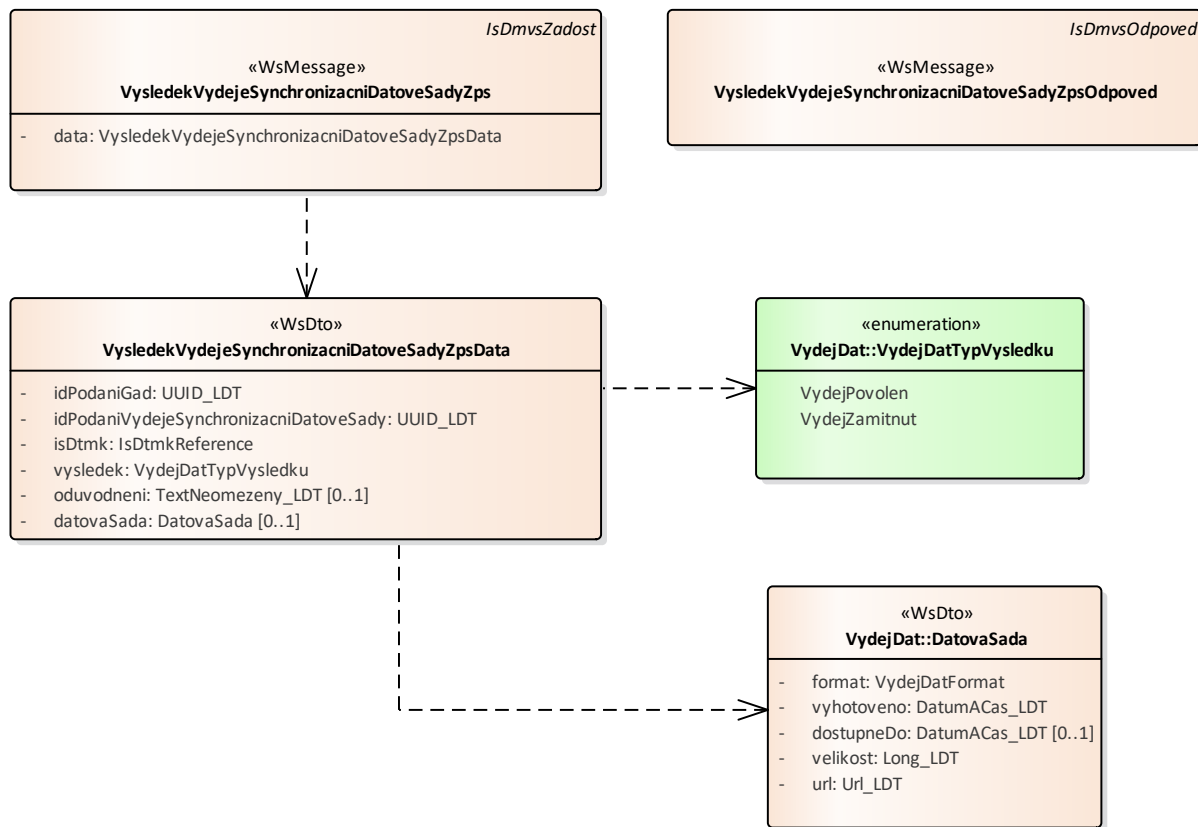 IsDmvsZadost
«WsMessage»
VysledekVydejeSynchronizacniDatoveSadyZps
- data: VysledekVydejeSynchronizacniDatoveSadyZpsData
IsDmvsOdpoved
«WsMessage»
VysledekVydejeSynchronizacniDatoveSadyZpsOdpoved
«WsDto»
VysledekVydejeSynchronizacniDatoveSadyZpsData
- idPodaniGad: UUID_LDT
- idPodaniVydejeSynchronizacniDatoveSady: UUID_LDT
- isDtmk: IsDtmkReference
- vysledek: VydejDatTypVysledku
- oduvodneni: TextNeomezeny_LDT [0..1]
- datovaSada: DatovaSada [0..1]
«enumeration»
VydejDat::VydejDatTypVysledku
VydejPovolen
VydejZamitnut
«WsDto»
VydejDat::DatovaSada
- format: VydejDatFormat
- vyhotoveno: DatumACas_LDT
- dostupneDo: DatumACas_LDT [0..1]
- velikost: Long_LDT
- url: Url_LDT